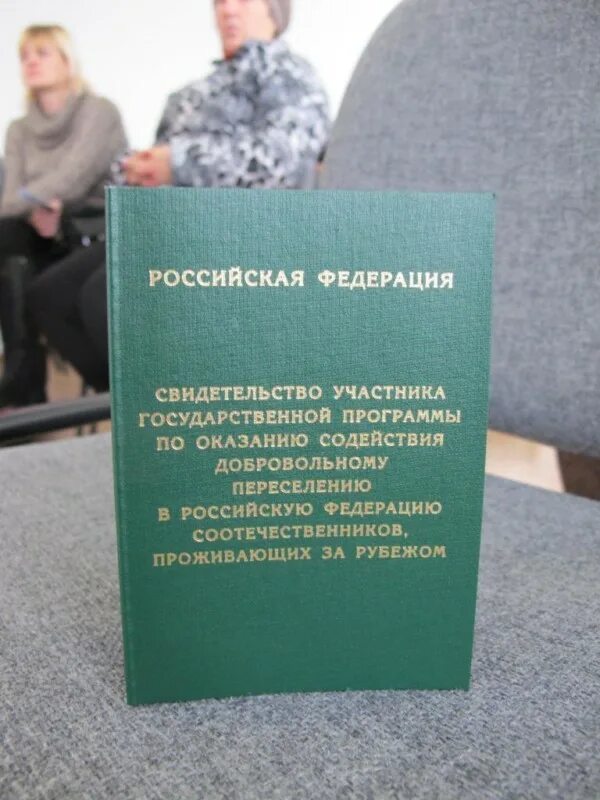 РОССИЙСКАЯ ФЕДЕРАЦИЯ
СВИДЕТЕЛЬСТВО УЧАСТНИКА
ГОСУДАРСТВЕННОЙ ПРОГРАММЫ
ПО ОКАЗАНИЮ СОДЕЙСТВИЯ
ДОБРОВОЛЬНОМУ
ПЕРЕСЕЛЕНИЮ
В РОССИЙСКУЮ ФЕДЕРАЦИЮ
СООТЕЧЕСТВЕННИКОВ,
ПРОЖИВАЮЩИХ ЗА РУБЕЖОМ